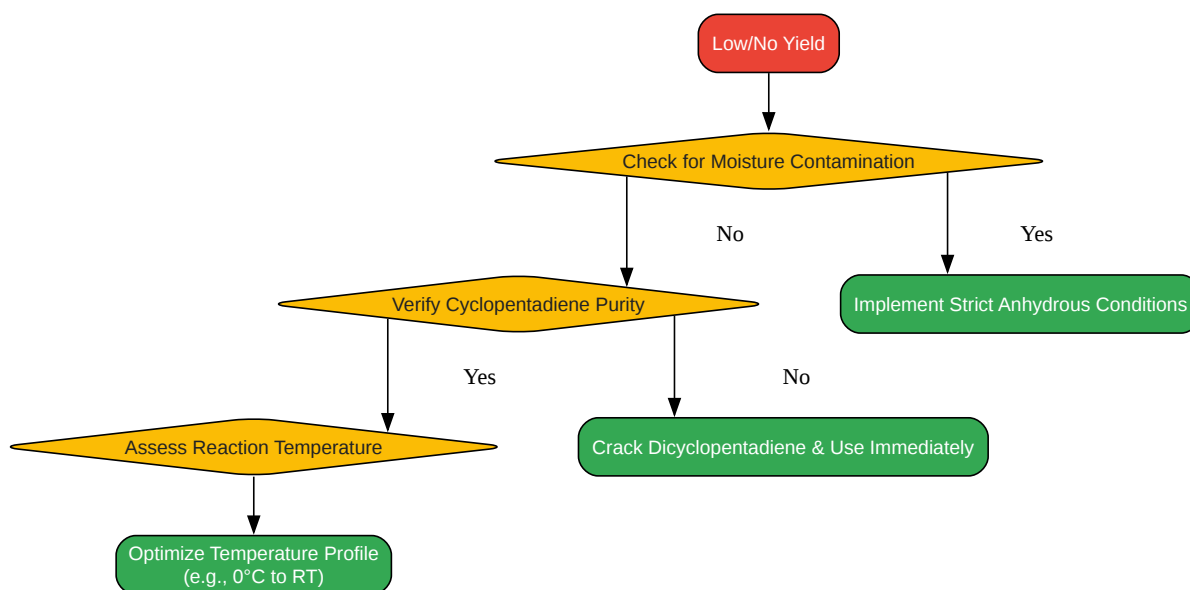 Low/No Yield
Check for Moisture Contamination
No
Yes
Verify Cyclopentadiene Purity
Implement Strict Anhydrous Conditions
Yes
No
Assess Reaction Temperature
Crack Dicyclopentadiene & Use Immediately
Optimize Temperature Profile
(e.g., 0°C to RT)